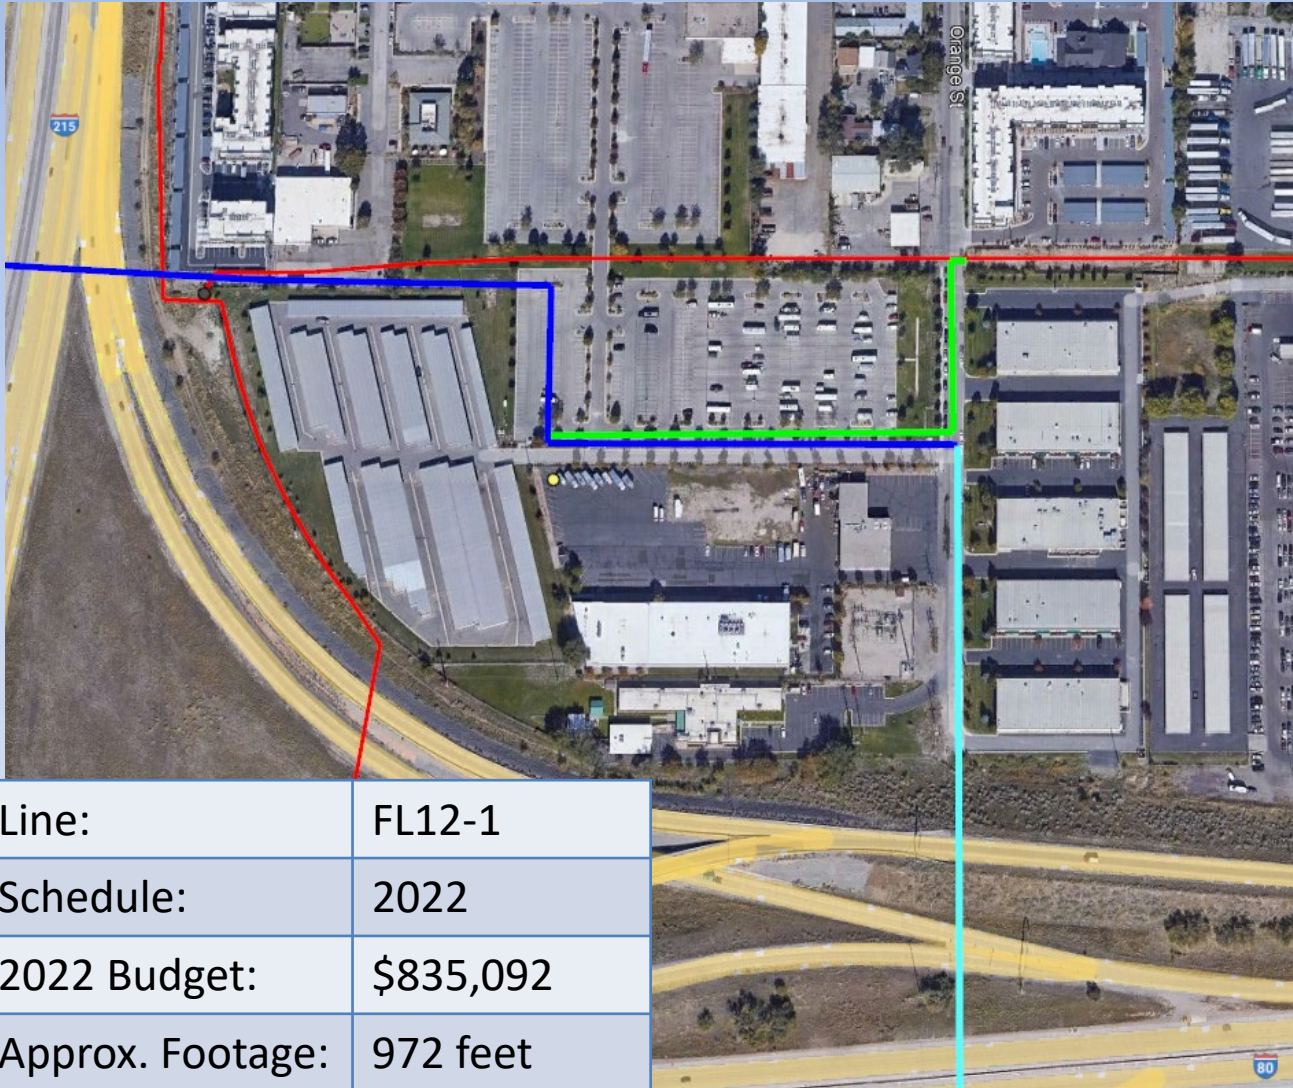 Orange St
215
Line: FL12-1
Schedule: 2022
2022 Budget: $835,092
Approx. Footage: 972 feet
80